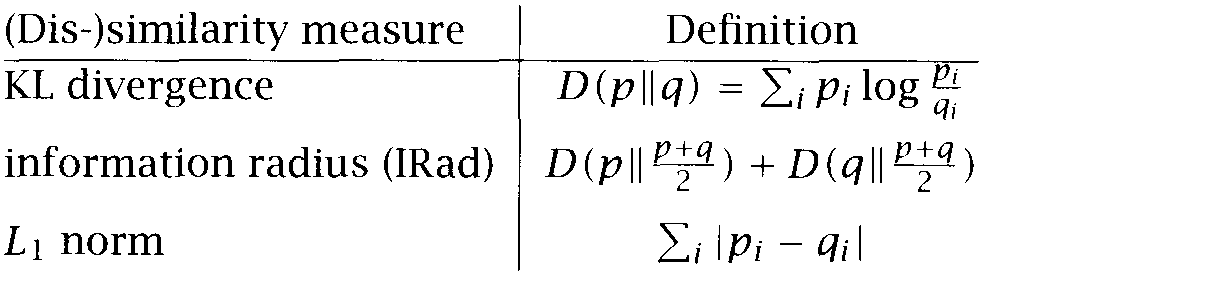 (Dis-)similarity measure Definition
KL divergence D(p‖q) = ∑ᵢ pᵢ log pᵢ/qᵢ
information radius (IRad) D(p‖(p+q)/2) + D(q‖(p+q)/2)
L₁ norm ∑ᵢ |pᵢ − qᵢ|